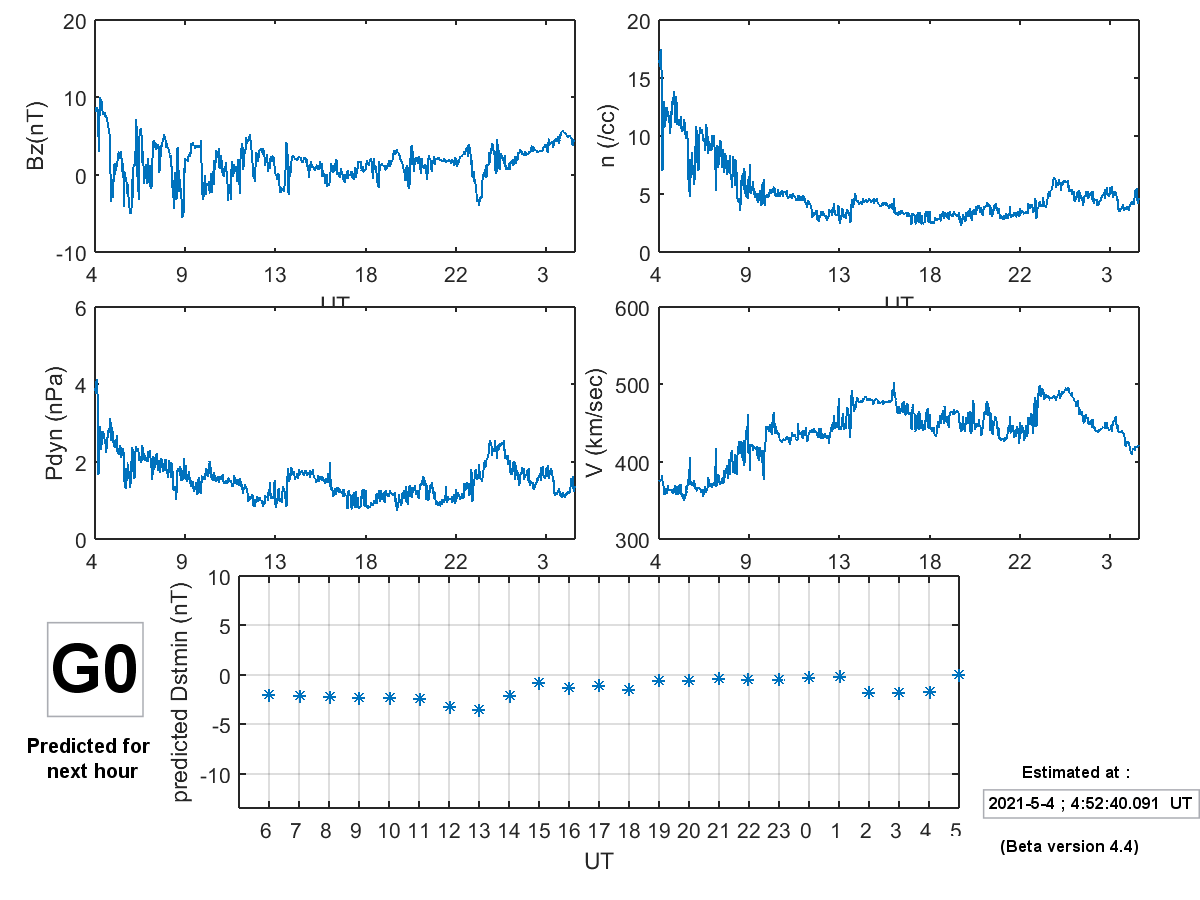 20
10
0
-10
Bz(nT)
4 9 13 18 22 3
UT
20
15
10
5
0
n (/cc)
4 9 13 18 22 3
UT
6
4
2
0
Pdyn (nPa)
4 9 13 18 22 3
600
500
400
300
V (km/sec)
4 9 13 18 22 3
10
5
0
-5
-10
predicted Dstmin (nT)
6 7 8 9 10 11 12 13 14 15 16 17 18 19 20 21 22 23 0 1 2 3 4 5
UT
G0
Predicted for
next hour
Estimated at :
2021-5-4 ; 4:52:40.091 UT
(Beta version 4.4)